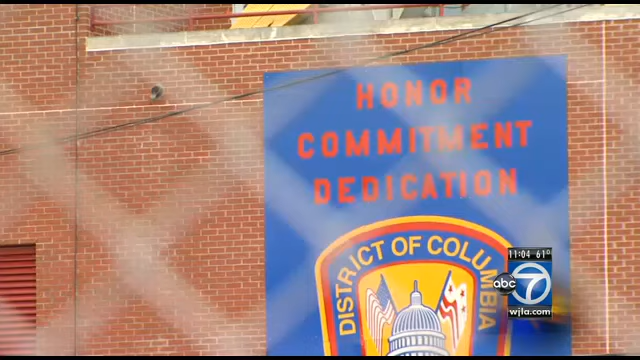 HONOR
COMMITMENT
DEDICATION
DISTRICT OF COLUMBIA
11:04 61°
abc 7
wjla.com